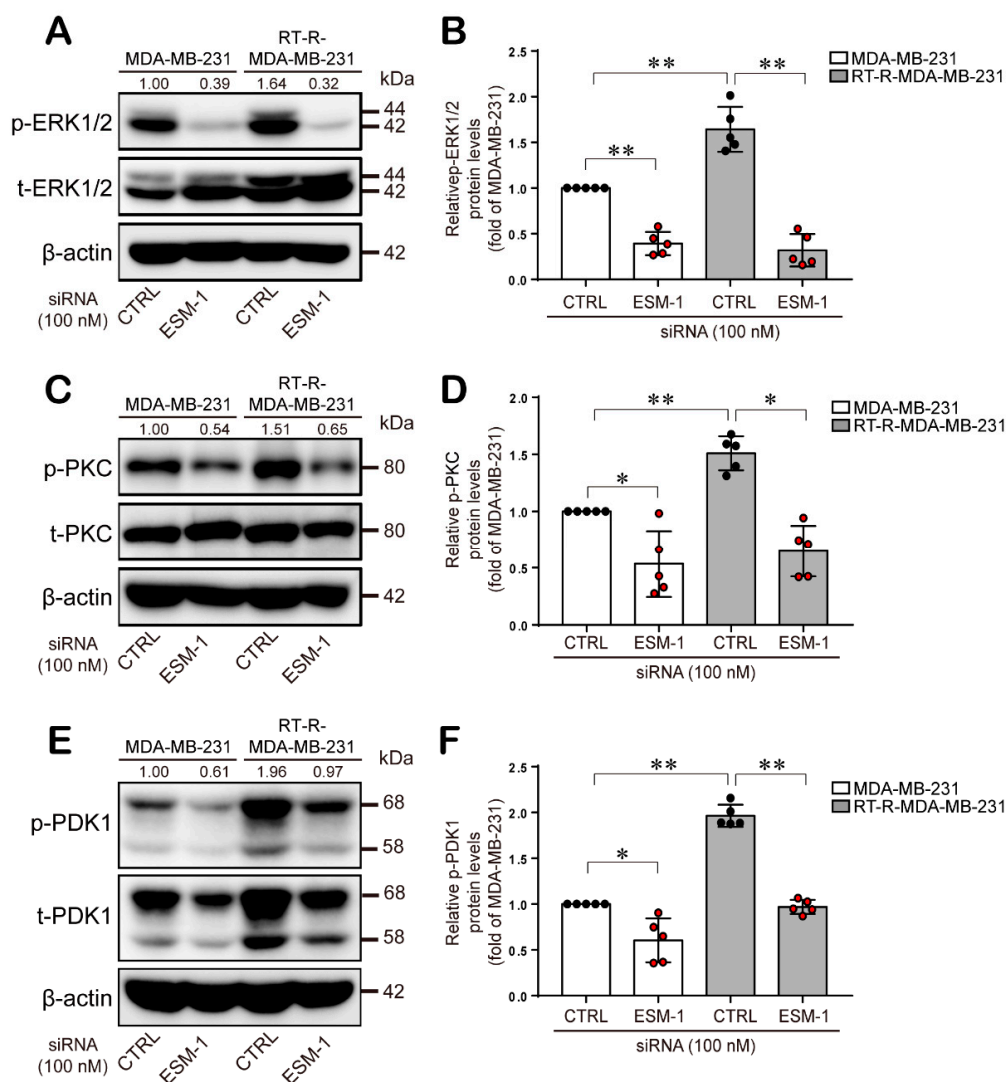 A
MDA-MB-231
RT-R-
MDA-MB-231
kDa
1.00 0.39 1.64 0.32
p-ERK1/2
44
42
t-ERK1/2
44
42
β-actin
42
siRNA
(100 nM)
CTRL
ESM-1
CTRL
ESM-1
B
Relativep-ERK1/2
protein levels
(fold of MDA-MB-231)
2.5
2.0
1.5
1.0
0.5
0.0
**
**
**
MDA-MB-231
RT-R-MDA-MB-231
CTRL ESM-1 CTRL ESM-1
siRNA (100 nM)
C
MDA-MB-231
RT-R-
MDA-MB-231
kDa
1.00 0.54 1.51 0.65
p-PKC
80
t-PKC
80
β-actin
42
siRNA
(100 nM)
CTRL
ESM-1
CTRL
ESM-1
D
Relative p-PKC
protein levels
(fold of MDA-MB-231)
2.0
1.5
1.0
0.5
0.0
**
*
*
MDA-MB-231
RT-R-MDA-MB-231
CTRL ESM-1 CTRL ESM-1
siRNA (100 nM)
E
MDA-MB-231
RT-R-
MDA-MB-231
kDa
1.00 0.61 1.96 0.97
p-PDK1
68
58
t-PDK1
68
58
β-actin
42
siRNA
(100 nM)
CTRL
ESM-1
CTRL
ESM-1
F
Relative p-PDK1
protein levels
(fold of MDA-MB-231)
2.5
2.0
1.5
1.0
0.5
0.0
**
**
*
MDA-MB-231
RT-R-MDA-MB-231
CTRL ESM-1 CTRL ESM-1
siRNA (100 nM)